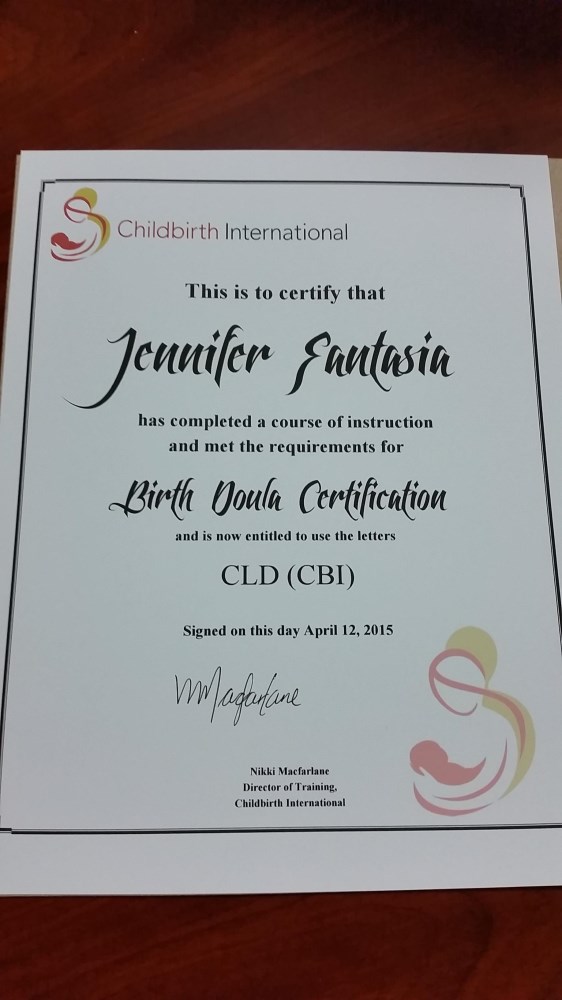 Childbirth International
This is to certify that
Jennifer Fantasia
has completed a course of instruction
and met the requirements for
Birth Doula Certification
and is now entitled to use the letters
CLD (CBI)
Signed on this day April 12, 2015
NMMacfarlane
Nikki Macfarlane
Director of Training,
Childbirth International